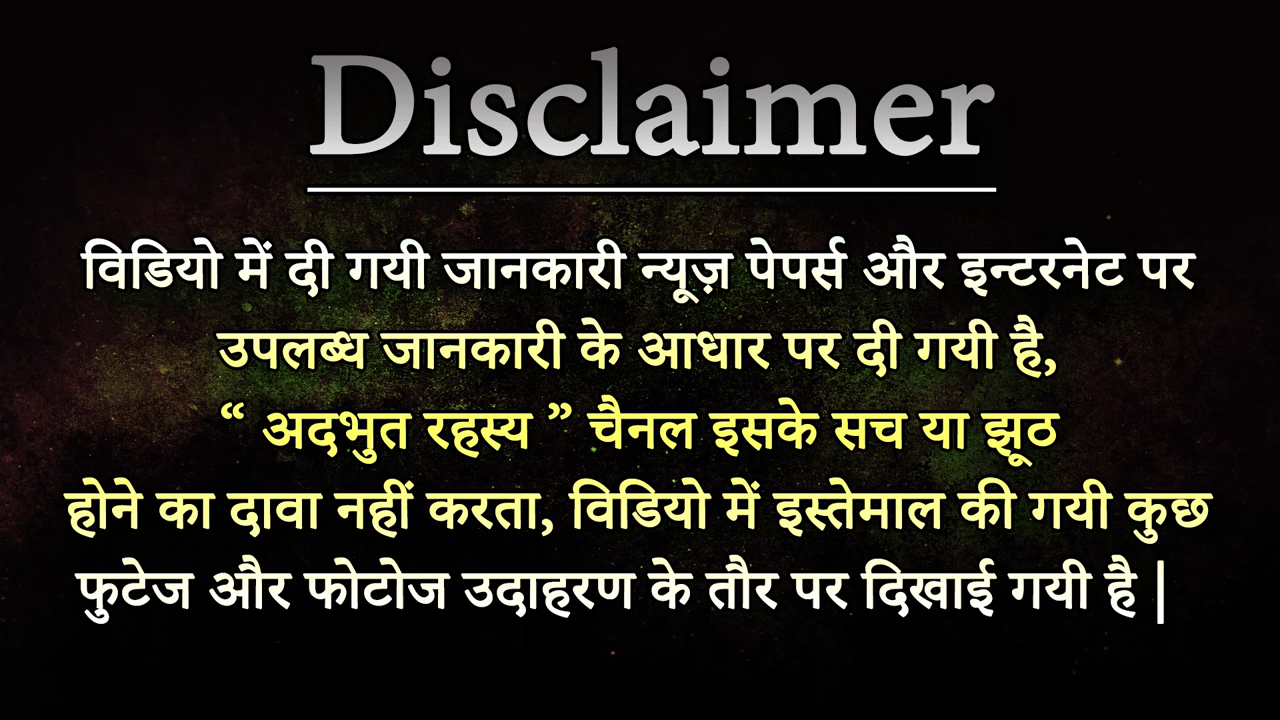 Disclaimer
विडियो में दी गयी जानकारी न्यूज़ पेपर्स और इन्टरनेट पर
उपलब्ध जानकारी के आधार पर दी गयी है,
“ अदभुत रहस्य ” चैनल इसके सच या झूठ
होने का दावा नहीं करता, विडियो में इस्तेमाल की गयी कुछ
फुटेज और फोटोज उदाहरण के तौर पर दिखाई गयी है |